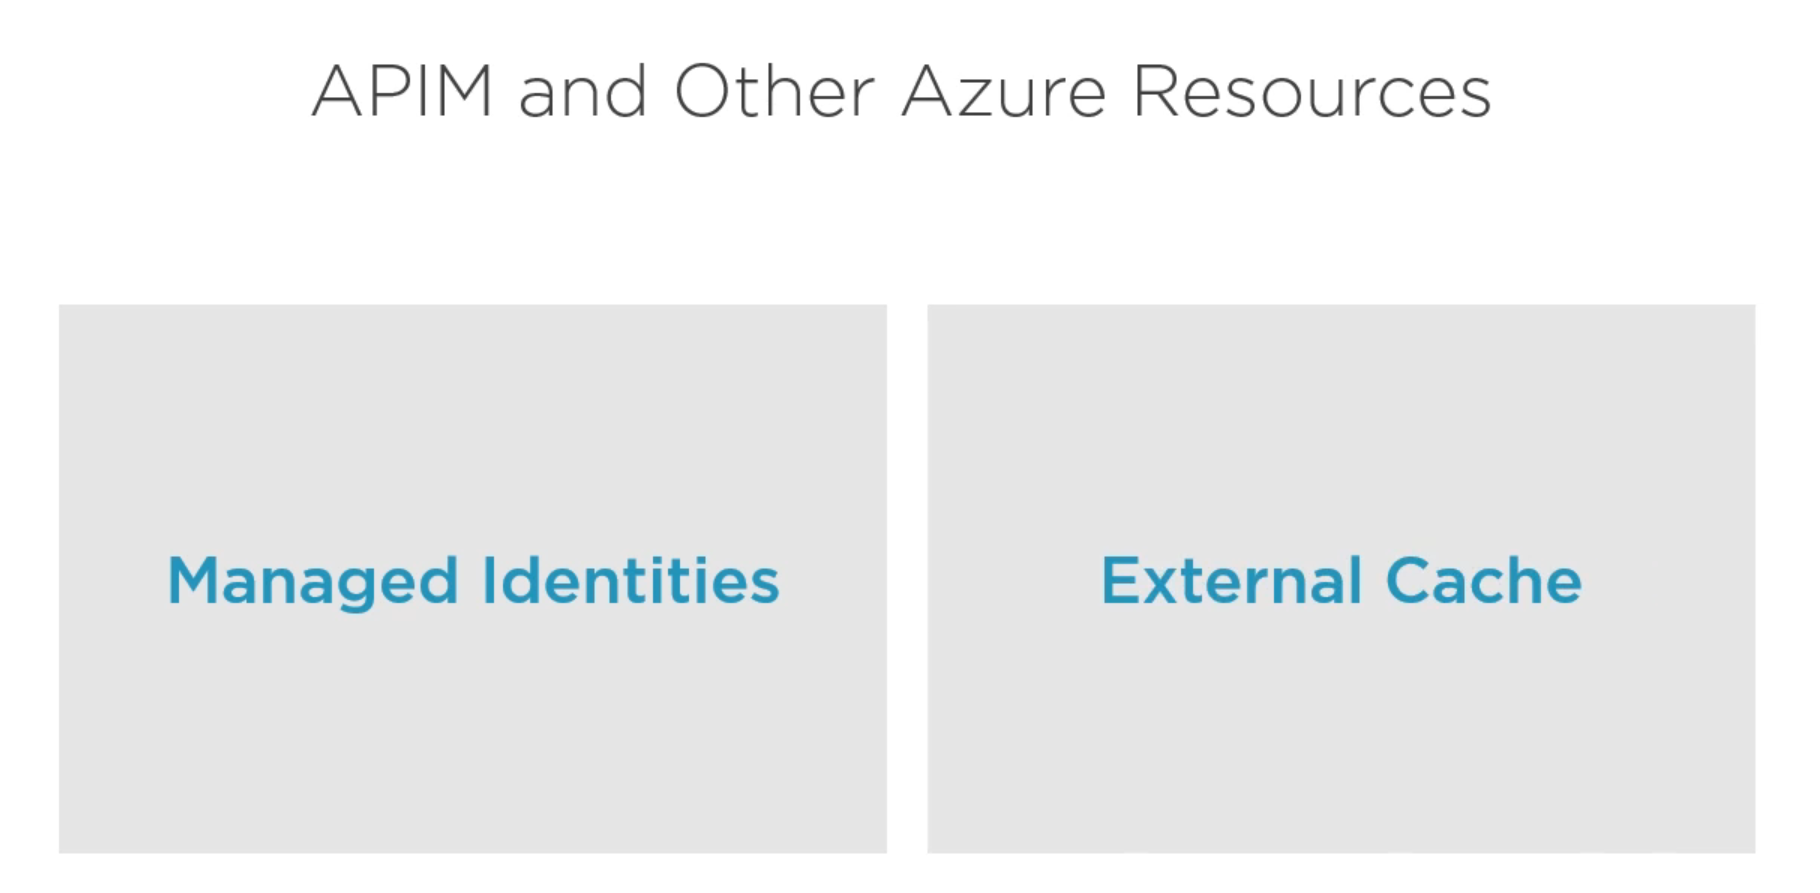 APIM and Other Azure Resources
Managed Identities
External Cache